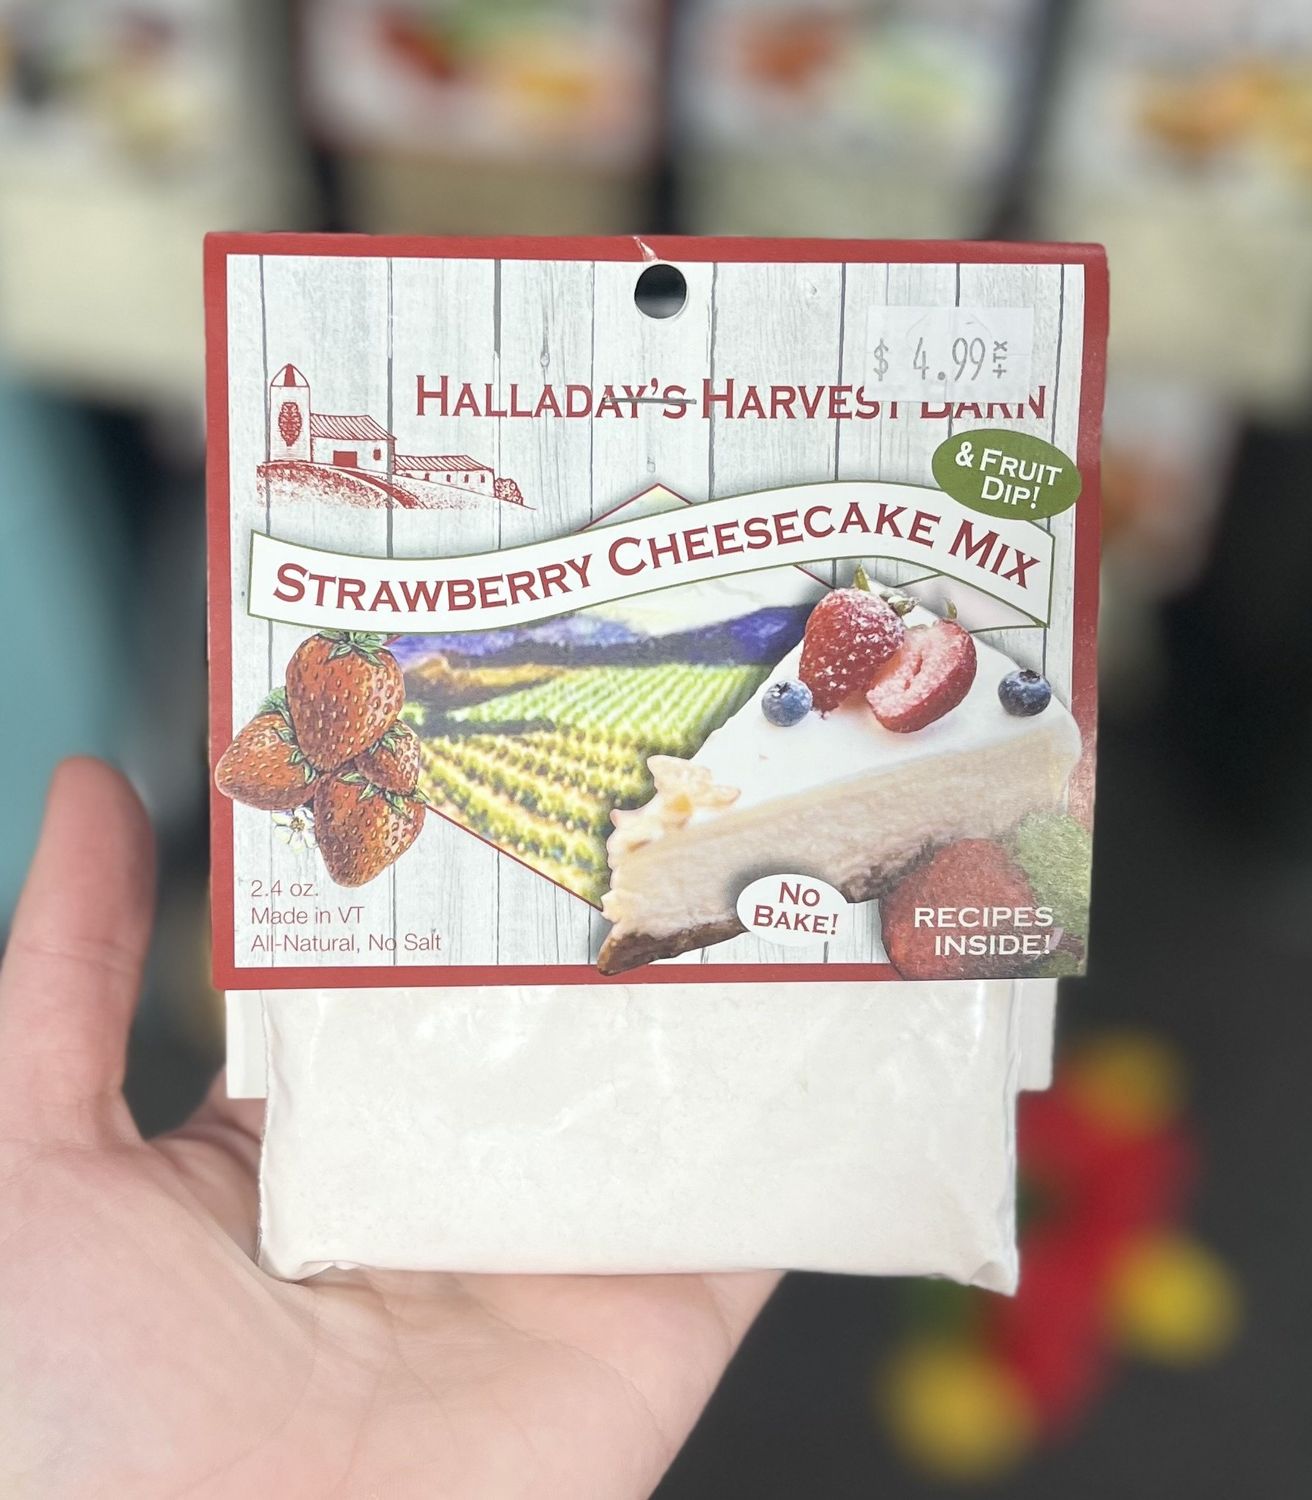 $ 4.99+TX
HALLADAY'S HARVEST BARN
& FRUIT
DIP!
STRAWBERRY CHEESECAKE MIX
2.4 oz.
Made in VT
All-Natural, No Salt
NO
BAKE!
RECIPES
INSIDE!